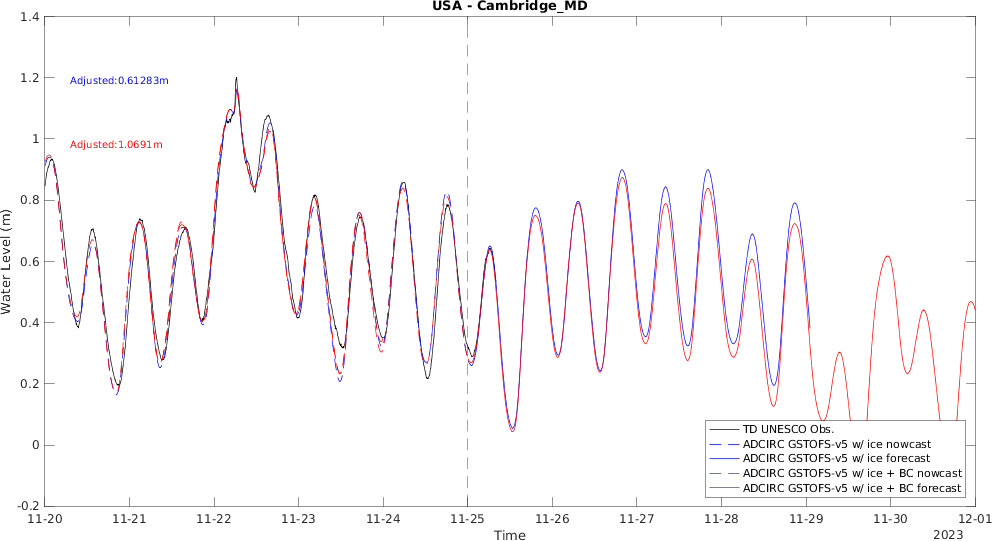 USA - Cambridge_MD
1.4
1.2
1
0.8
0.6
0.4
0.2
0
-0.2
Water Level (m)
Adjusted:0.61283m
Adjusted:1.0691m
TD UNESCO Obs.
ADCIRC GSTOFS-v5 w/ ice nowcast
ADCIRC GSTOFS-v5 w/ ice forecast
ADCIRC GSTOFS-v5 w/ ice + BC nowcast
ADCIRC GSTOFS-v5 w/ ice + BC forecast
11-20 11-21 11-22 11-23 11-24 11-25 11-26 11-27 11-28 11-29 11-30 12-01
Time
2023